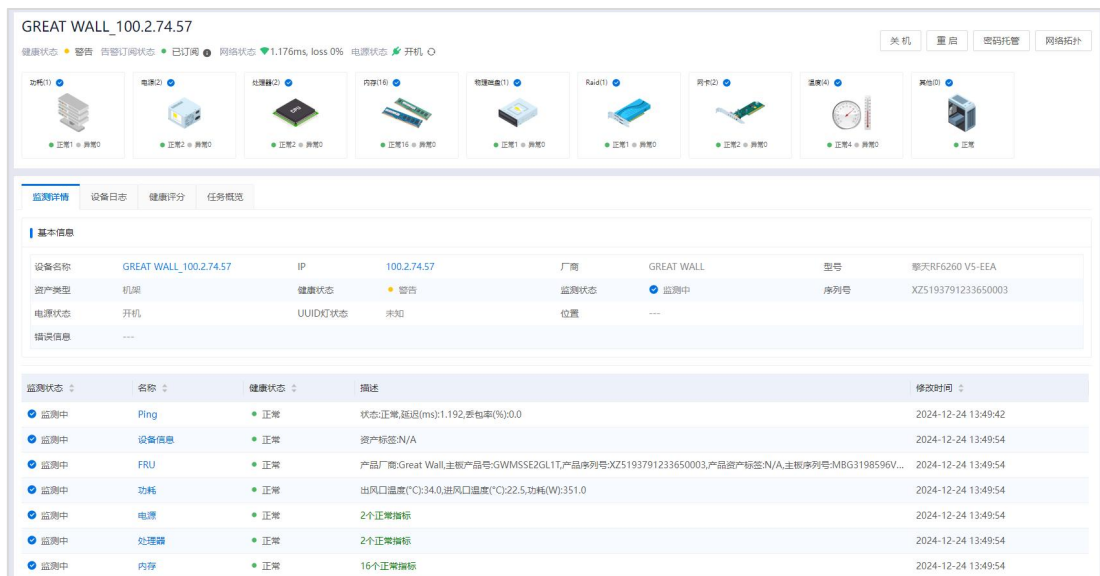 GREAT WALL_100.2.74.57
健康状态 警告 告警订阅状态 已订阅 网络状态 1.176ms, loss 0% 电源状态 开机
关机 重启 密码托管 网络拓扑
功耗(1) 电源(2) 处理器(2) 内存(16) 物理磁盘(1) Raid(1) 网卡(2) 温度(4) 其他(0)
正常1 异常0 正常2 异常0 正常2 异常0 正常16 异常0 正常1 异常0 正常1 异常0 正常2 异常0 正常4 异常0 正常
监测详情 设备日志 健康评分 任务概览
基本信息
设备名称 GREAT WALL_100.2.74.57 IP 100.2.74.57 厂商 GREAT WALL 型号 擎天RF6260 V5-EEA
资产类型 机架 健康状态 警告 监测状态 监测中 序列号 XZ5193791233650003
电源状态 开机 UUID灯状态 未知 位置 ---
错误信息 ---
监测状态 名称 健康状态 描述 修改时间
监测中 Ping 正常 状态:正常,延迟(ms):1.192,丢包率(%):0.0 2024-12-24 13:49:42
监测中 设备信息 正常 资产标签:N/A 2024-12-24 13:49:54
监测中 FRU 正常 产品厂商:Great Wall,主板产品号:GWMSSE2GL1T,产品序列号:XZ5193791233650003,产品资产标签:N/A,主板序列号:MBG3198596V... 2024-12-24 13:49:54
监测中 功耗 正常 出风口温度(°C):34.0,进风口温度(°C):22.5,功耗(W):351.0 2024-12-24 13:49:54
监测中 电源 正常 2个正常指标 2024-12-24 13:49:54
监测中 处理器 正常 2个正常指标 2024-12-24 13:49:54
监测中 内存 正常 16个正常指标 2024-12-24 13:49:54